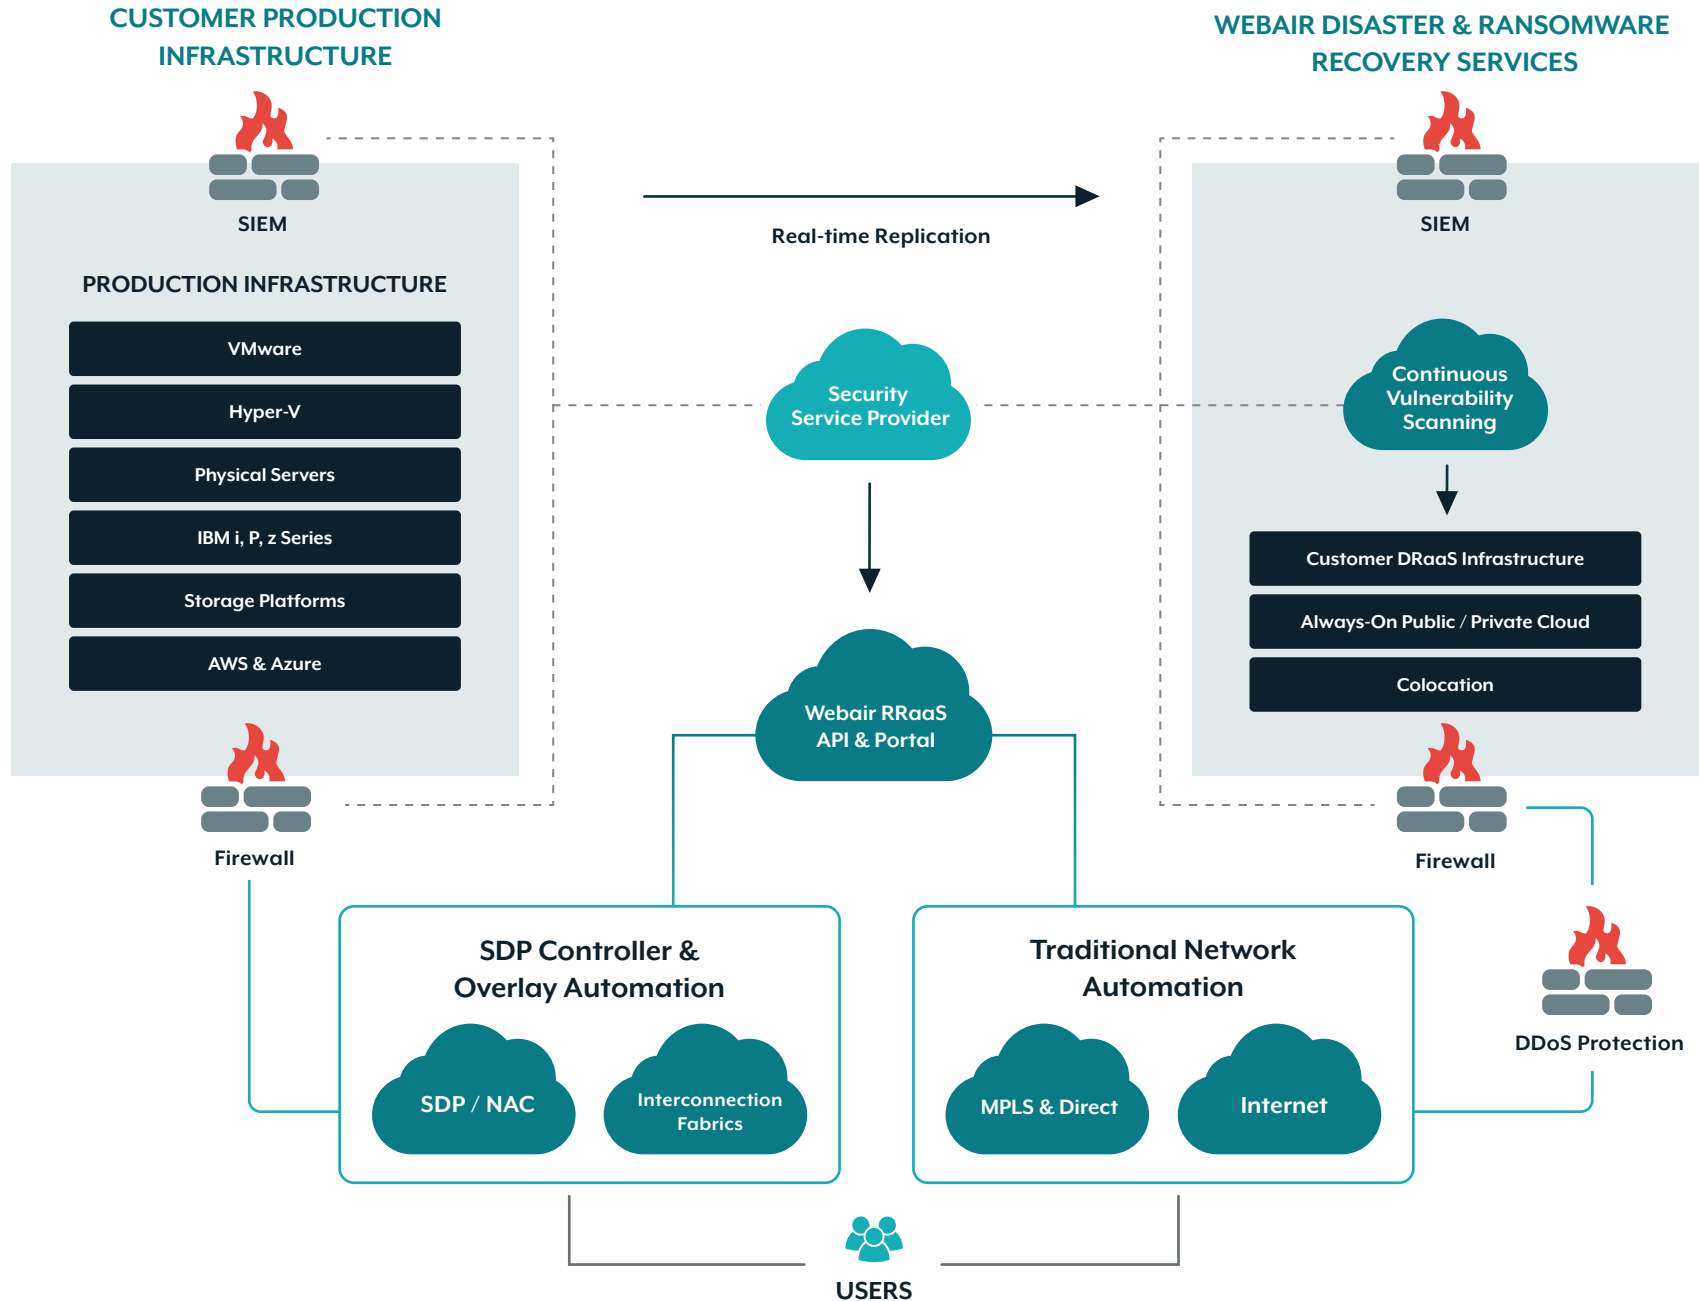 CUSTOMER PRODUCTION
INFRASTRUCTURE
WEBAIR DISASTER & RANSOMWARE
RECOVERY SERVICES
SIEM
PRODUCTION INFRASTRUCTURE
VMware
Hyper-V
Physical Servers
IBM i, P, z Series
Storage Platforms
AWS & Azure
Firewall
Real-time Replication
Security
Service Provider
Webair RRaaS
API & Portal
SIEM
Continuous
Vulnerability
Scanning
Customer DRaaS Infrastructure
Always-On Public / Private Cloud
Colocation
Firewall
DDoS Protection
SDP Controller &
Overlay Automation
SDP / NAC
Interconnection
Fabrics
Traditional Network
Automation
MPLS & Direct
Internet
USERS